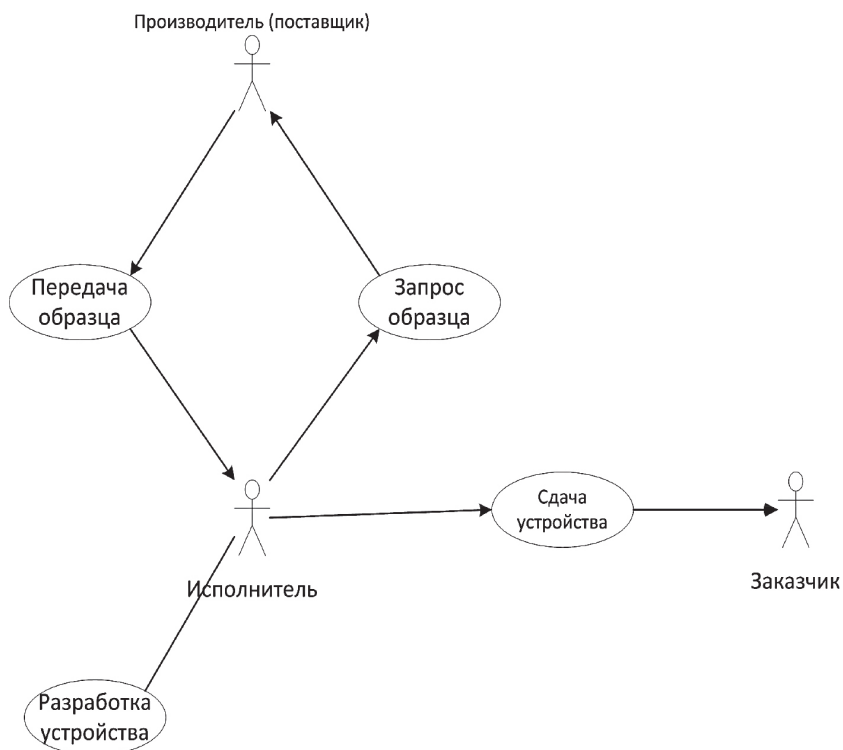 Производитель (поставщик)
Передача
образца
Запрос
образца
Сдача
устройства
Исполнитель
Заказчик
Разработка
устройства